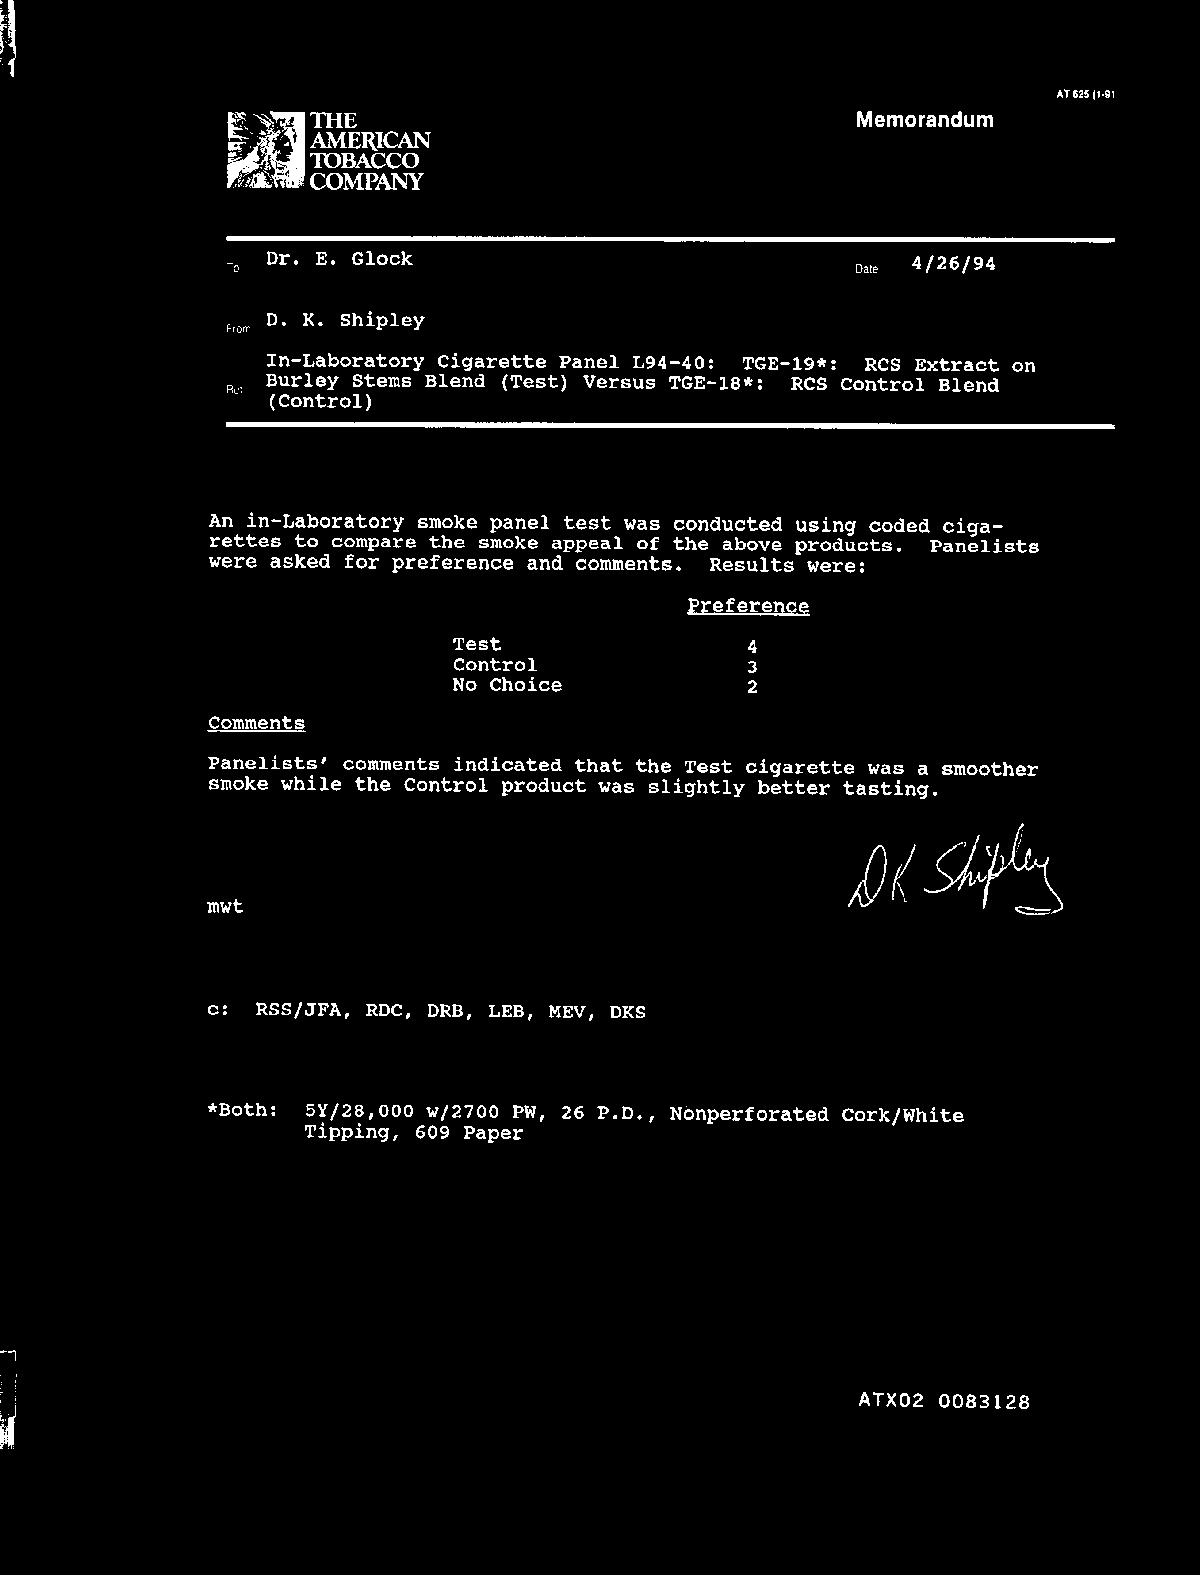 AT 625 (1-91
THE
AMERICAN
TOBACCO
COMPANY
Memorandum
To Dr. E. Glock
Date 4/26/94
From D. K. Shipley
In-Laboratory Cigarette Panel L94-40: TGE-19*: RCS Extract on
Re: Burley Stems Blend (Test) Versus TGE-18*: RCS Control Blend
(Control)
An in-Laboratory smoke panel test was conducted using coded ciga-
rettes to compare the smoke appeal of the above products. Panelists
were asked for preference and comments. Results were:
Preference
Test 4
Control 3
No Choice 2
Comments
Panelists' comments indicated that the Test cigarette was a smoother
smoke while the Control product was slightly better tasting.
DK Shipley
mwt
c: RSS/JFA, RDC, DRB, LEB, MEV, DKS
*Both: 5Y/28,000 w/2700 PW, 26 P.D., Nonperforated Cork/White
Tipping, 609 Paper
ATX02 0083128